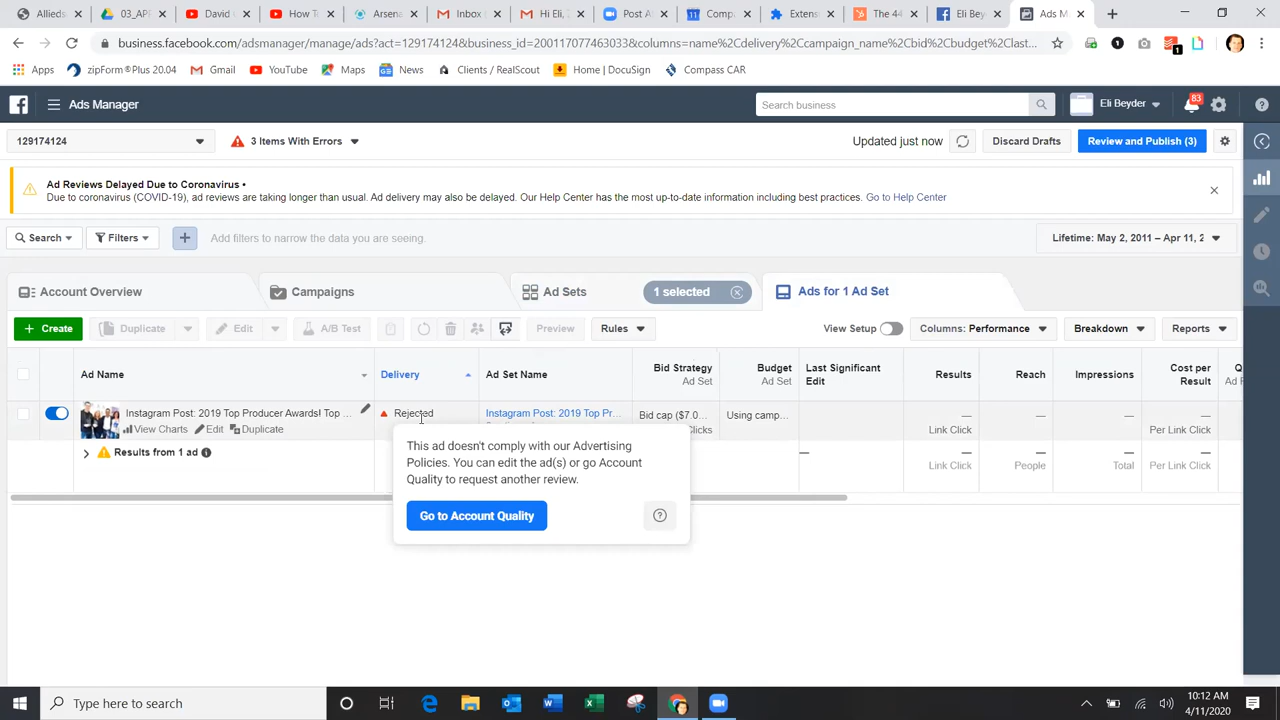 Allieds
03_AP
David
How To
Arsena
Inbox
Hi Eli,
Post A
Comp
Extens
The 44
Eli Bey
Ads M
business.facebook.com/adsmanager/manage/ads?act=129174124&business_id=200117077463033&columns=name%2Cdelivery%2Ccampaign_name%2Cbid%2Cbudget%2Clast...
Apps
zipForm®Plus 20.04
Gmail
YouTube
Maps
News
Clients / RealScout
Home | DocuSign
Compass CAR
Ads Manager
Search business
Eli Beyder
83
129174124
3 Items With Errors
Updated just now
Discard Drafts
Review and Publish (3)
Ad Reviews Delayed Due to Coronavirus •
Due to coronavirus (COVID-19), ad reviews are taking longer than usual. Ad delivery may also be delayed. Our Help Center has the most up-to-date information including best practices. Go to Help Center
Search
Filters
Add filters to narrow the data you are seeing.
Lifetime: May 2, 2011 – Apr 11, 2
Account Overview
Campaigns
Ad Sets
1 selected
Ads for 1 Ad Set
+ Create
Duplicate
Edit
A/B Test
Preview
Rules
View Setup
Columns: Performance
Breakdown
Reports
Ad Name
Delivery
Ad Set Name
Bid Strategy
Ad Set
Budget
Ad Set
Last Significant
Edit
Results
Reach
Impressions
Cost per
Result
Q
Ad R
Instagram Post: 2019 Top Producer Awards! Top ...
View Charts
Edit
Duplicate
Rejected
Instagram Post: 2019 Top Pr...
Bid cap ($7.0...
Clicks
Using camp...
—
Link Click
—
—
—
Per Link Click
Results from 1 ad
—
—
Link Click
—
People
—
Total
—
Per Link Click
This ad doesn't comply with our Advertising
Policies. You can edit the ad(s) or go Account
Quality to request another review.
Go to Account Quality
Type here to search
10:12 AM
4/11/2020